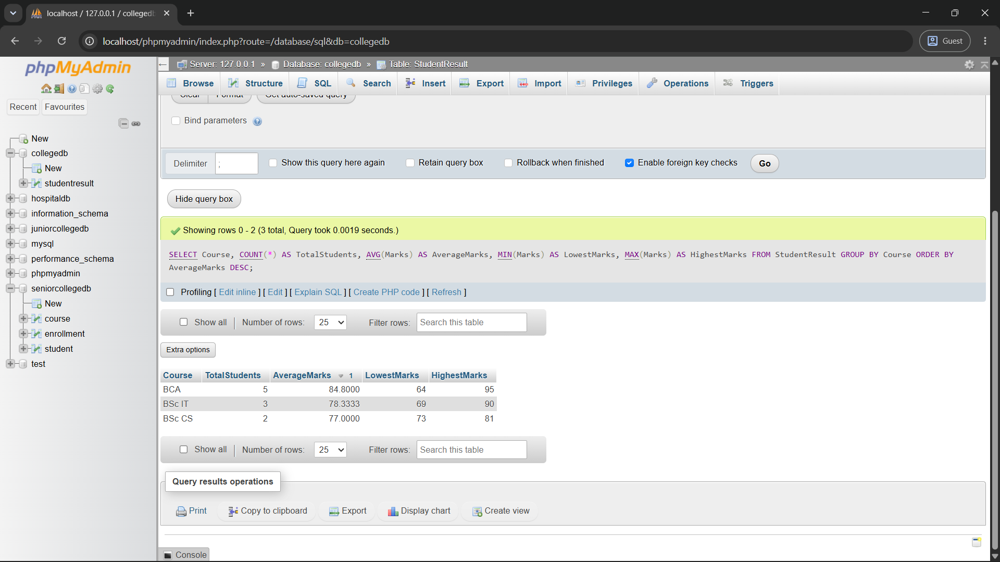 localhost / 127.0.0.1 / collegedb
localhost/phpmyadmin/index.php?route=/database/sql&db=collegedb
Guest
phpMyAdmin
Recent
Favourites
New
collegedb
New
studentresult
hospitaldb
information_schema
juniorcollegedb
mysql
performance_schema
phpmyadmin
seniorcollegedb
New
course
enrollment
student
test
Server: 127.0.0.1 » Database: collegedb » Table: StudentResult
Browse Structure SQL Search Insert Export Import Privileges Operations Triggers
Clear Format Get auto-saved query
Bind parameters
Delimiter ; Show this query here again Retain query box Rollback when finished Enable foreign key checks Go
Hide query box
Showing rows 0 - 2 (3 total, Query took 0.0019 seconds.)
SELECT Course, COUNT(*) AS TotalStudents, AVG(Marks) AS AverageMarks, MIN(Marks) AS LowestMarks, MAX(Marks) AS HighestMarks FROM StudentResult GROUP BY Course ORDER BY
AverageMarks DESC;
Profiling [ Edit inline ] [ Edit ] [ Explain SQL ] [ Create PHP code ] [ Refresh ]
Show all | Number of rows: 25 Filter rows: Search this table
Extra options
Course TotalStudents AverageMarks 1 LowestMarks HighestMarks
BCA 5 84.8000 64 95
BSc IT 3 78.3333 69 90
BSc CS 2 77.0000 73 81
Show all | Number of rows: 25 Filter rows: Search this table
Query results operations
Print Copy to clipboard Export Display chart Create view
Console